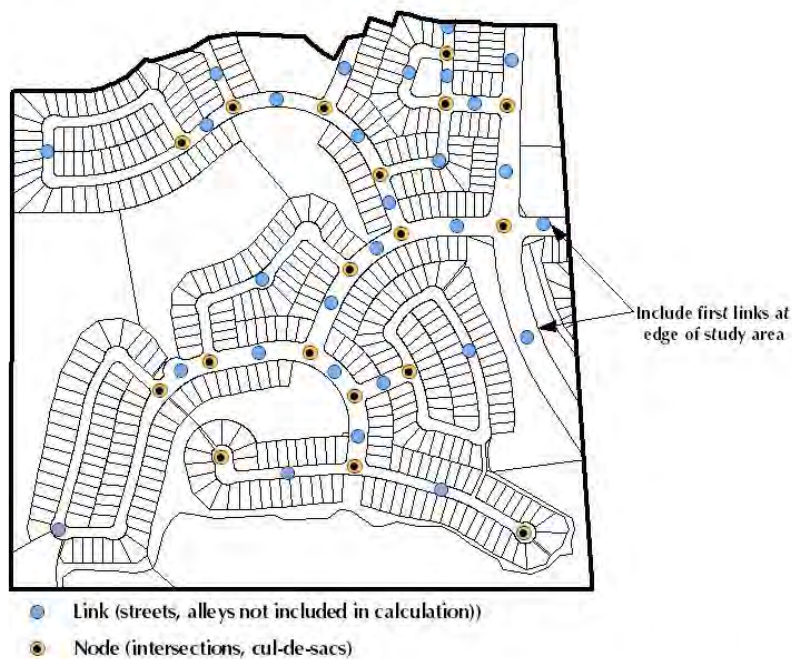 Include first links at
edge of study area
Link (streets, alleys not included in calculation))
Node (intersections, cul-de-sacs)